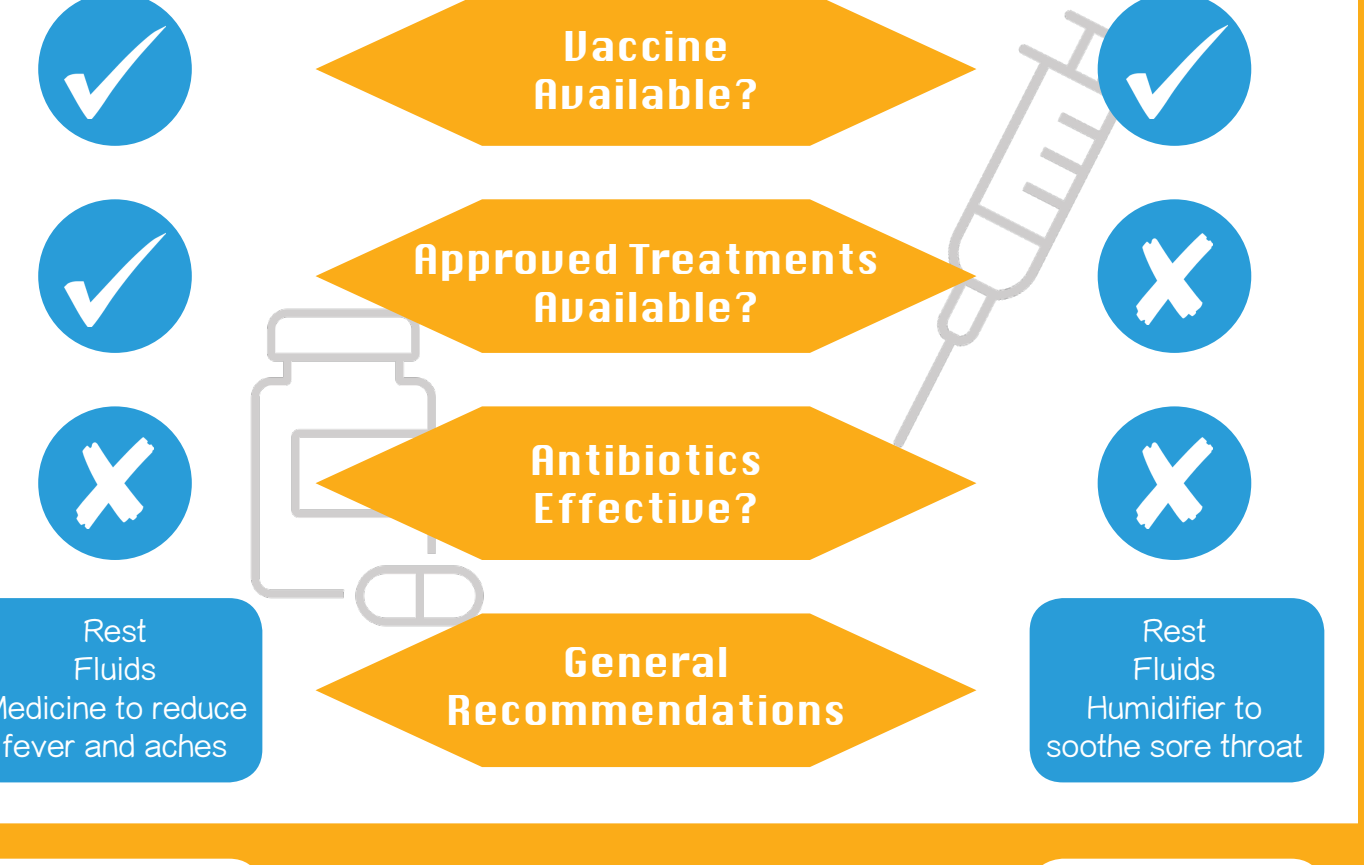 Vaccine
Available?
Approved Treatments
Available?
Antibiotics
Effective?
Rest
Fluids
Medicine to reduce
fever and aches
General
Recommendations
Rest
Fluids
Humidifier to
soothe sore throat